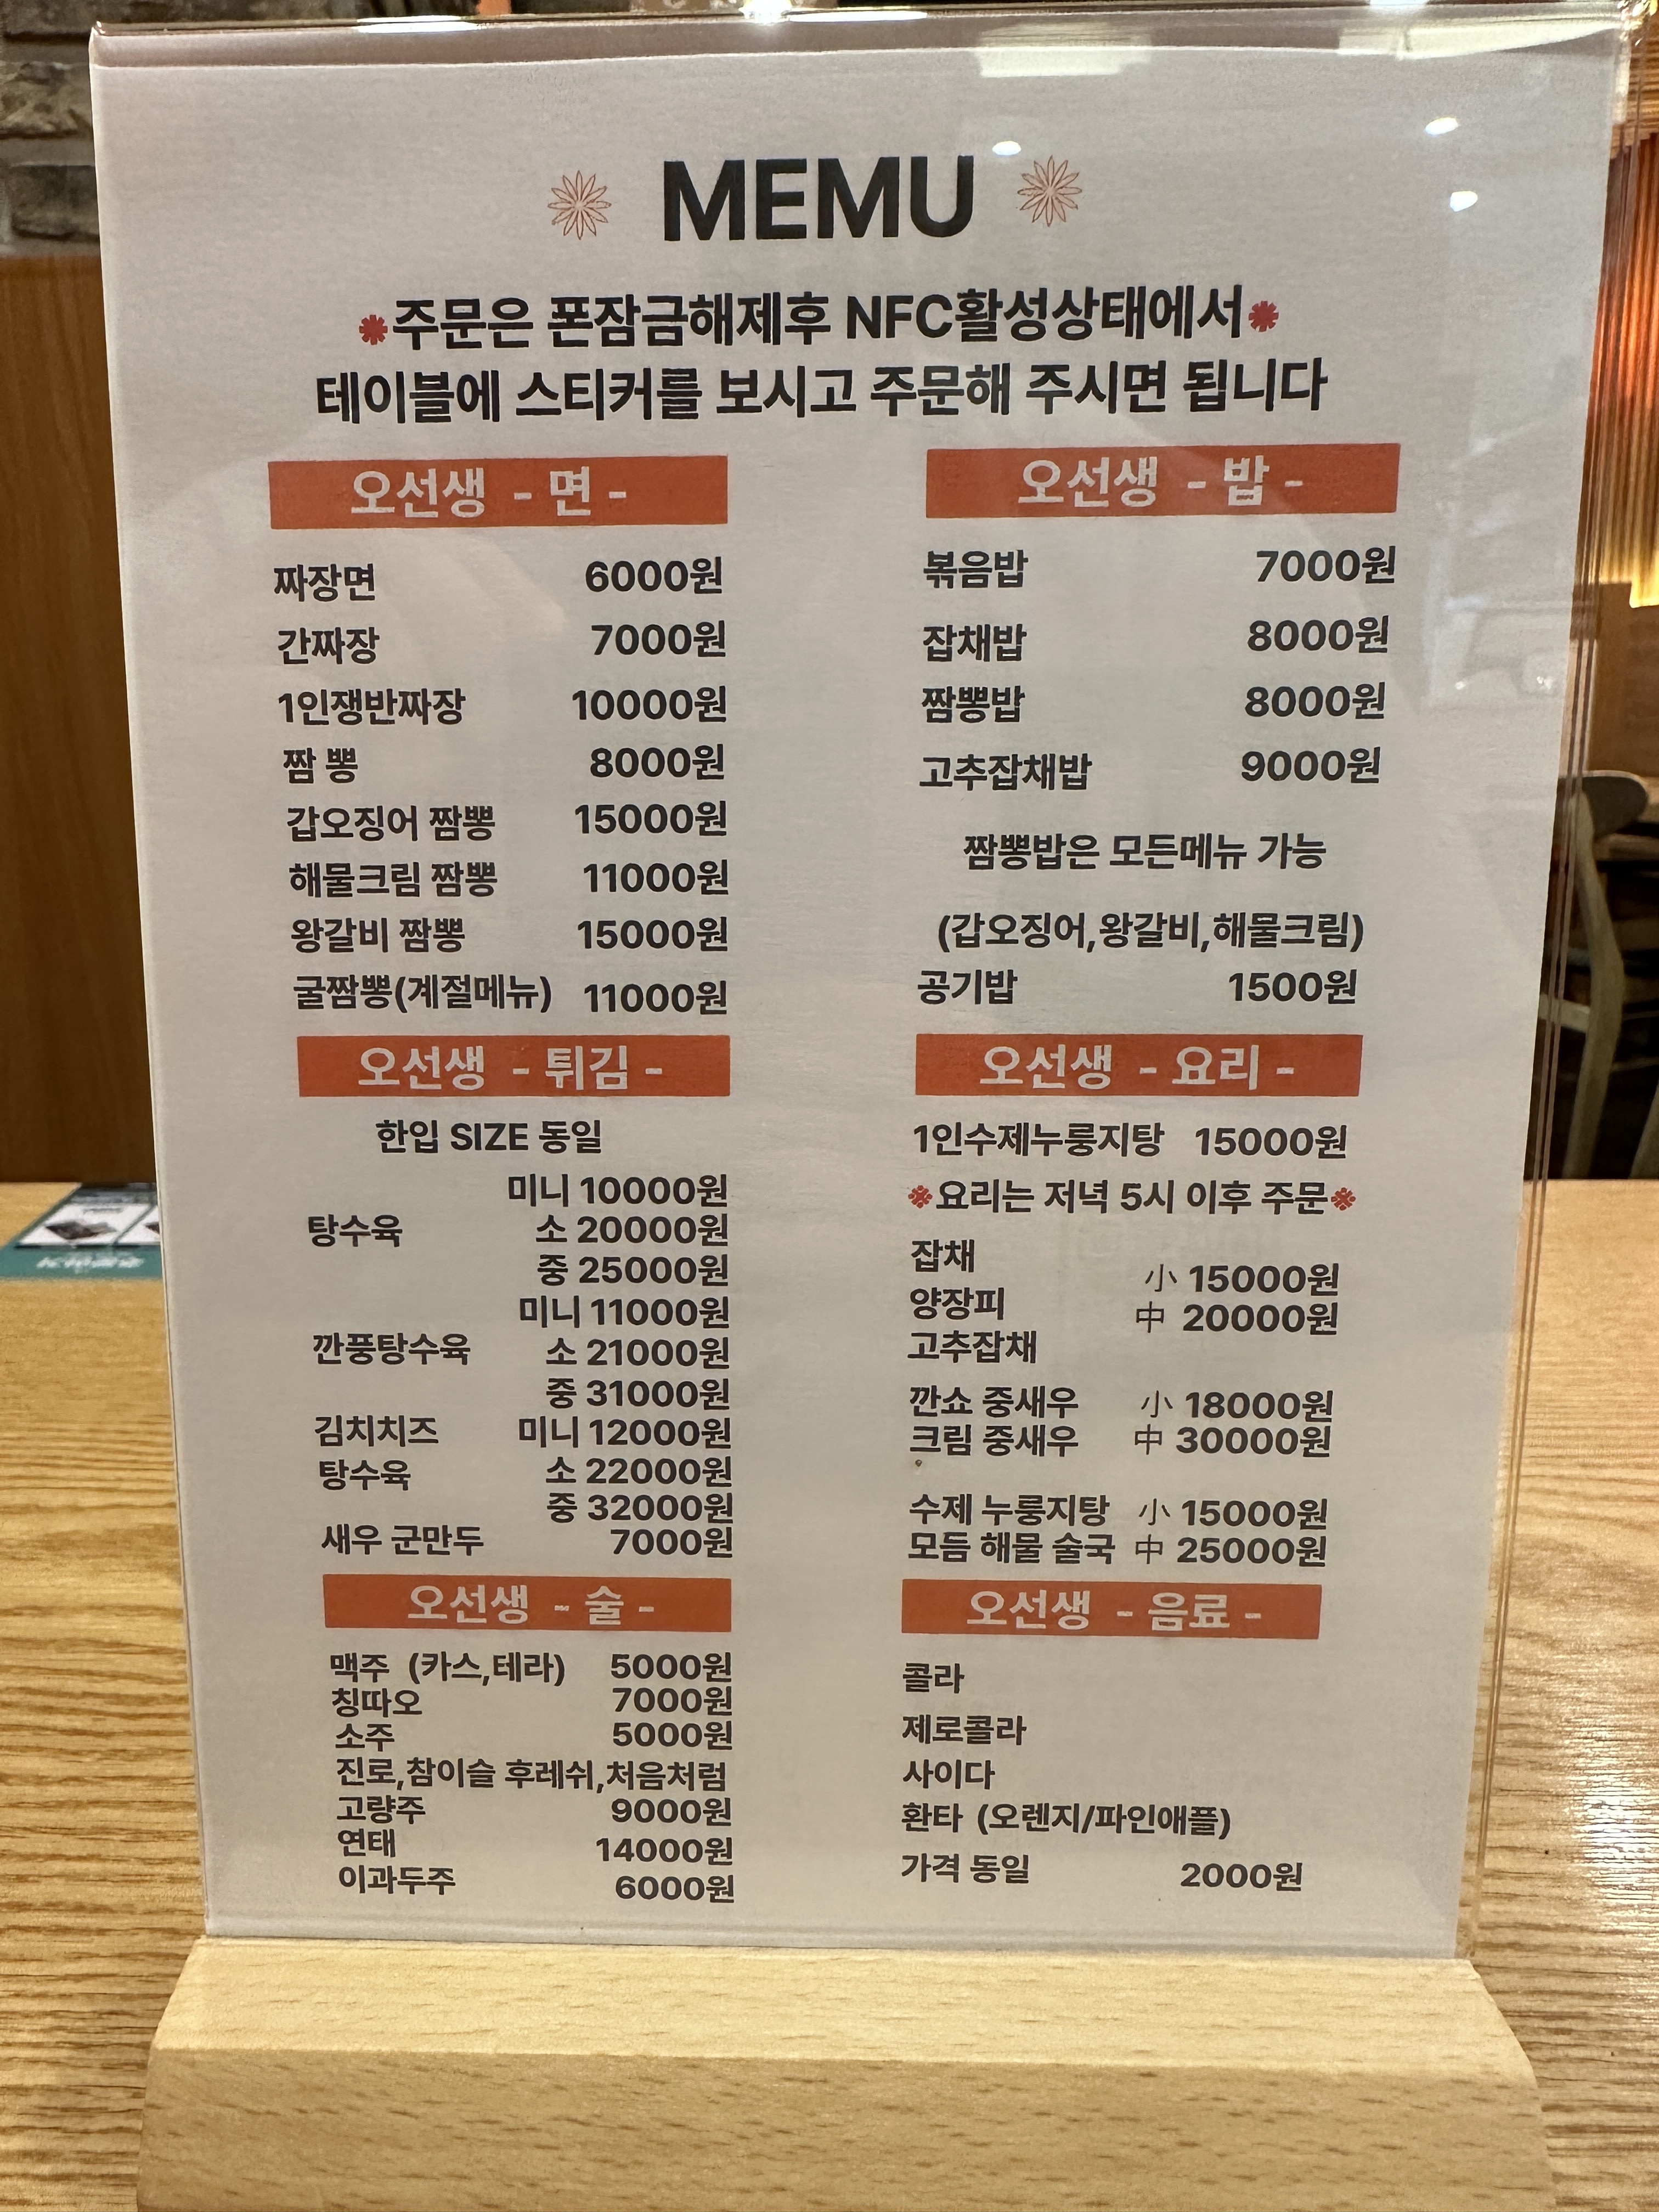 MEMU
※주문은 폰잠금해제후 NFC활성상태에서※
테이블에 스티커를 보시고 주문해 주시면 됩니다
오선생 - 면 -
짜장면 6000원
간짜장 7000원
1인쟁반짜장 10000원
짬 뽕 8000원
갑오징어 짬뽕 15000원
해물크림 짬뽕 11000원
왕갈비 짬뽕 15000원
굴짬뽕(계절메뉴) 11000원
오선생 - 튀김 -
한입 SIZE 동일
미니 10000원
탕수육 소 20000원
중 25000원
미니 11000원
깐풍탕수육 소 21000원
중 31000원
김치치즈 미니 12000원
탕수육 소 22000원
중 32000원
새우 군만두 7000원
오선생 - 술 -
맥주 (카스,테라) 5000원
칭따오 7000원
소주 5000원
진로,참이슬 후레쉬,처음처럼
고량주 9000원
연태 14000원
이과두주 6000원
오선생 - 밥 -
볶음밥 7000원
잡채밥 8000원
짬뽕밥 8000원
고추잡채밥 9000원
짬뽕밥은 모든메뉴 가능
(갑오징어,왕갈비,해물크림)
공기밥 1500원
오선생 - 요리 -
1인수제누룽지탕 15000원
※요리는 저녁 5시 이후 주문※
잡채
小 15000원
양장피
中 20000원
고추잡채
깐쇼 중새우 小 18000원
크림 중새우 中 30000원
수제 누룽지탕 小 15000원
모듬 해물 술국 中 25000원
오선생 - 음료 -
콜라
제로콜라
사이다
환타 (오렌지/파인애플)
가격 동일 2000원